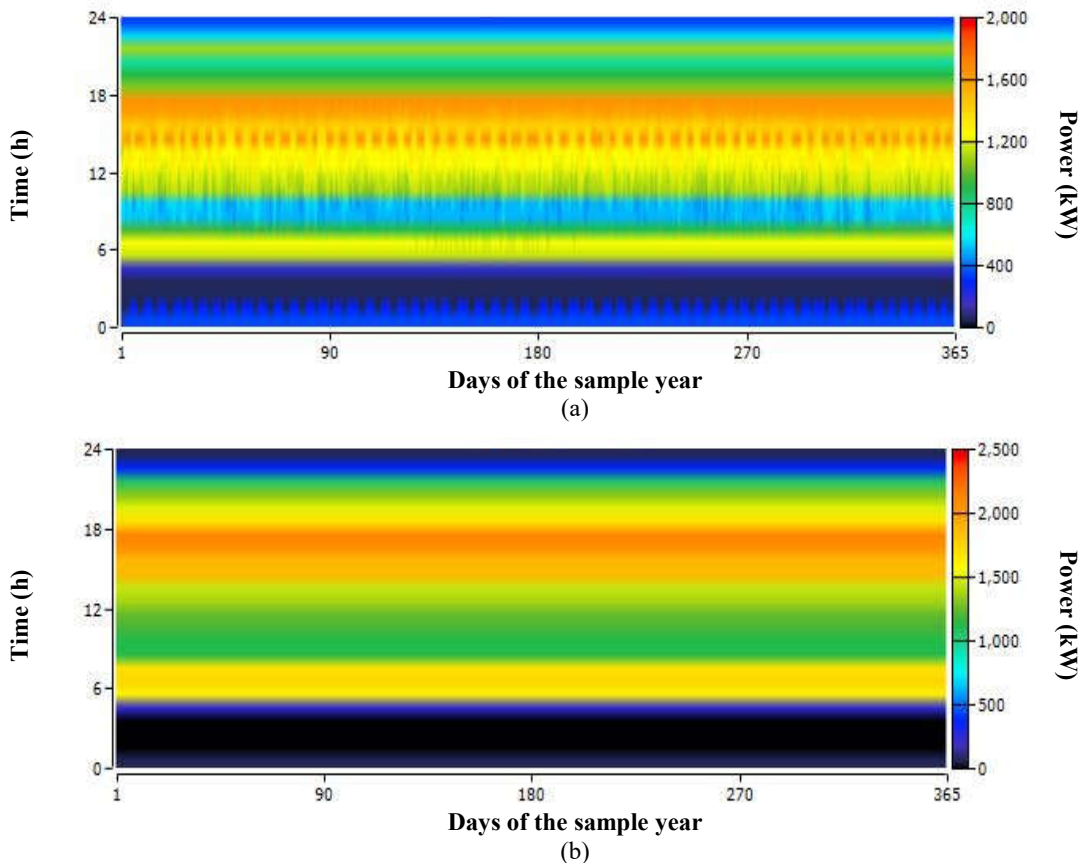 24
18
12
6
0
Time (h)
1 90 180 270 365
Days of the sample year
2,000
1,600
1,200
800
400
0
Power (kW)
(a)
24
18
12
6
0
Time (h)
1 90 180 270 365
Days of the sample year
2,500
2,000
1,500
1,000
500
0
Power (kW)
(b)